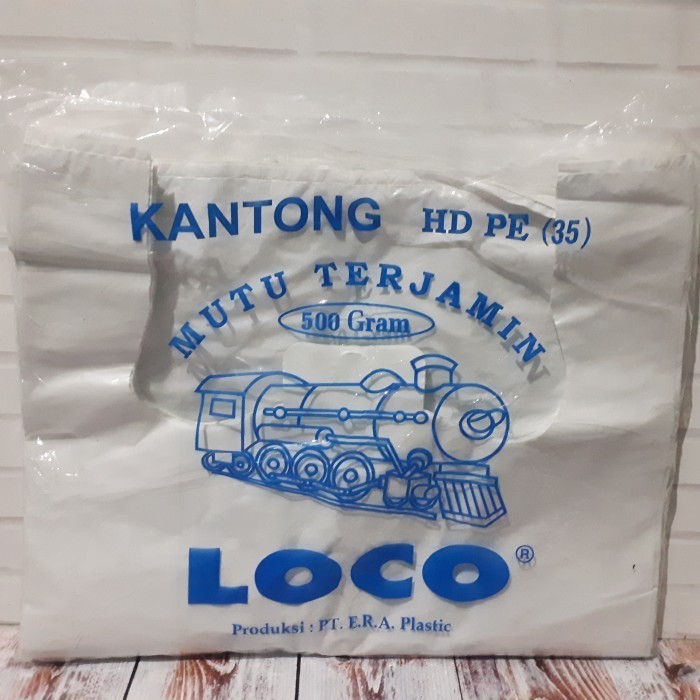 KANTONG HD PE (35)
MUTU TERJAMIN
500 Gram
LOCO®
Produksi : PT. E.R.A. Plastic